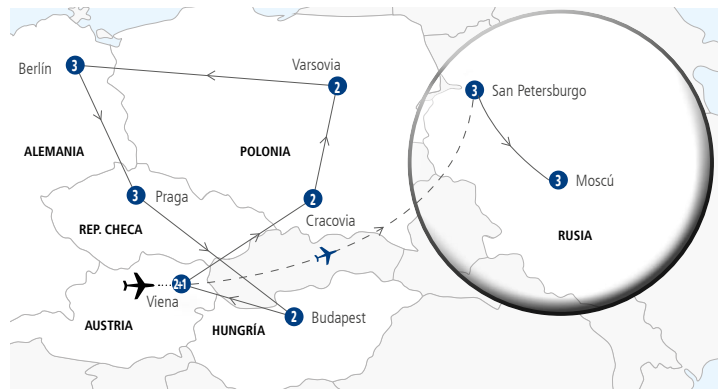 3
Berlín
Varsovia
2
3
San Petersburgo
ALEMANIA
POLONIA
3
Moscú
3
Praga
2
Cracovia
REP. CHECA
RUSIA
2+1
Viena
AUSTRIA
HUNGRÍA
2
Budapest